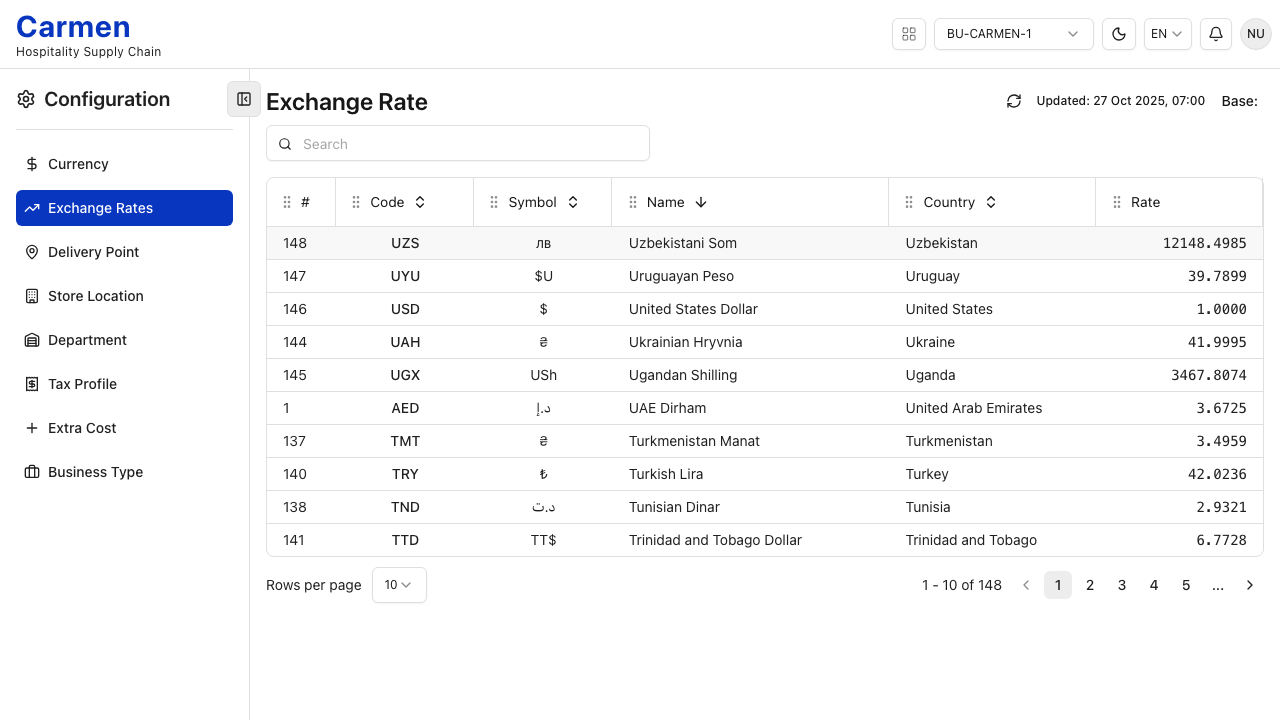 Carmen
Hospitality Supply Chain
BU-CARMEN-1
EN
NU
Configuration
Currency
Exchange Rates
Delivery Point
Store Location
Department
Tax Profile
Extra Cost
Business Type
Exchange Rate
Updated: 27 Oct 2025, 07:00 Base:
Search
# Code Symbol Name Country Rate
148 UZS лв Uzbekistani Som Uzbekistan 12148.4985
147 UYU $U Uruguayan Peso Uruguay 39.7899
146 USD $ United States Dollar United States 1.0000
144 UAH ₴ Ukrainian Hryvnia Ukraine 41.9995
145 UGX USh Ugandan Shilling Uganda 3467.8074
1 AED د.إ UAE Dirham United Arab Emirates 3.6725
137 TMT ₴ Turkmenistan Manat Turkmenistan 3.4959
140 TRY ₺ Turkish Lira Turkey 42.0236
138 TND د.ت Tunisian Dinar Tunisia 2.9321
141 TTD TT$ Trinidad and Tobago Dollar Trinidad and Tobago 6.7728
Rows per page 10
1 - 10 of 148 1 2 3 4 5 ...